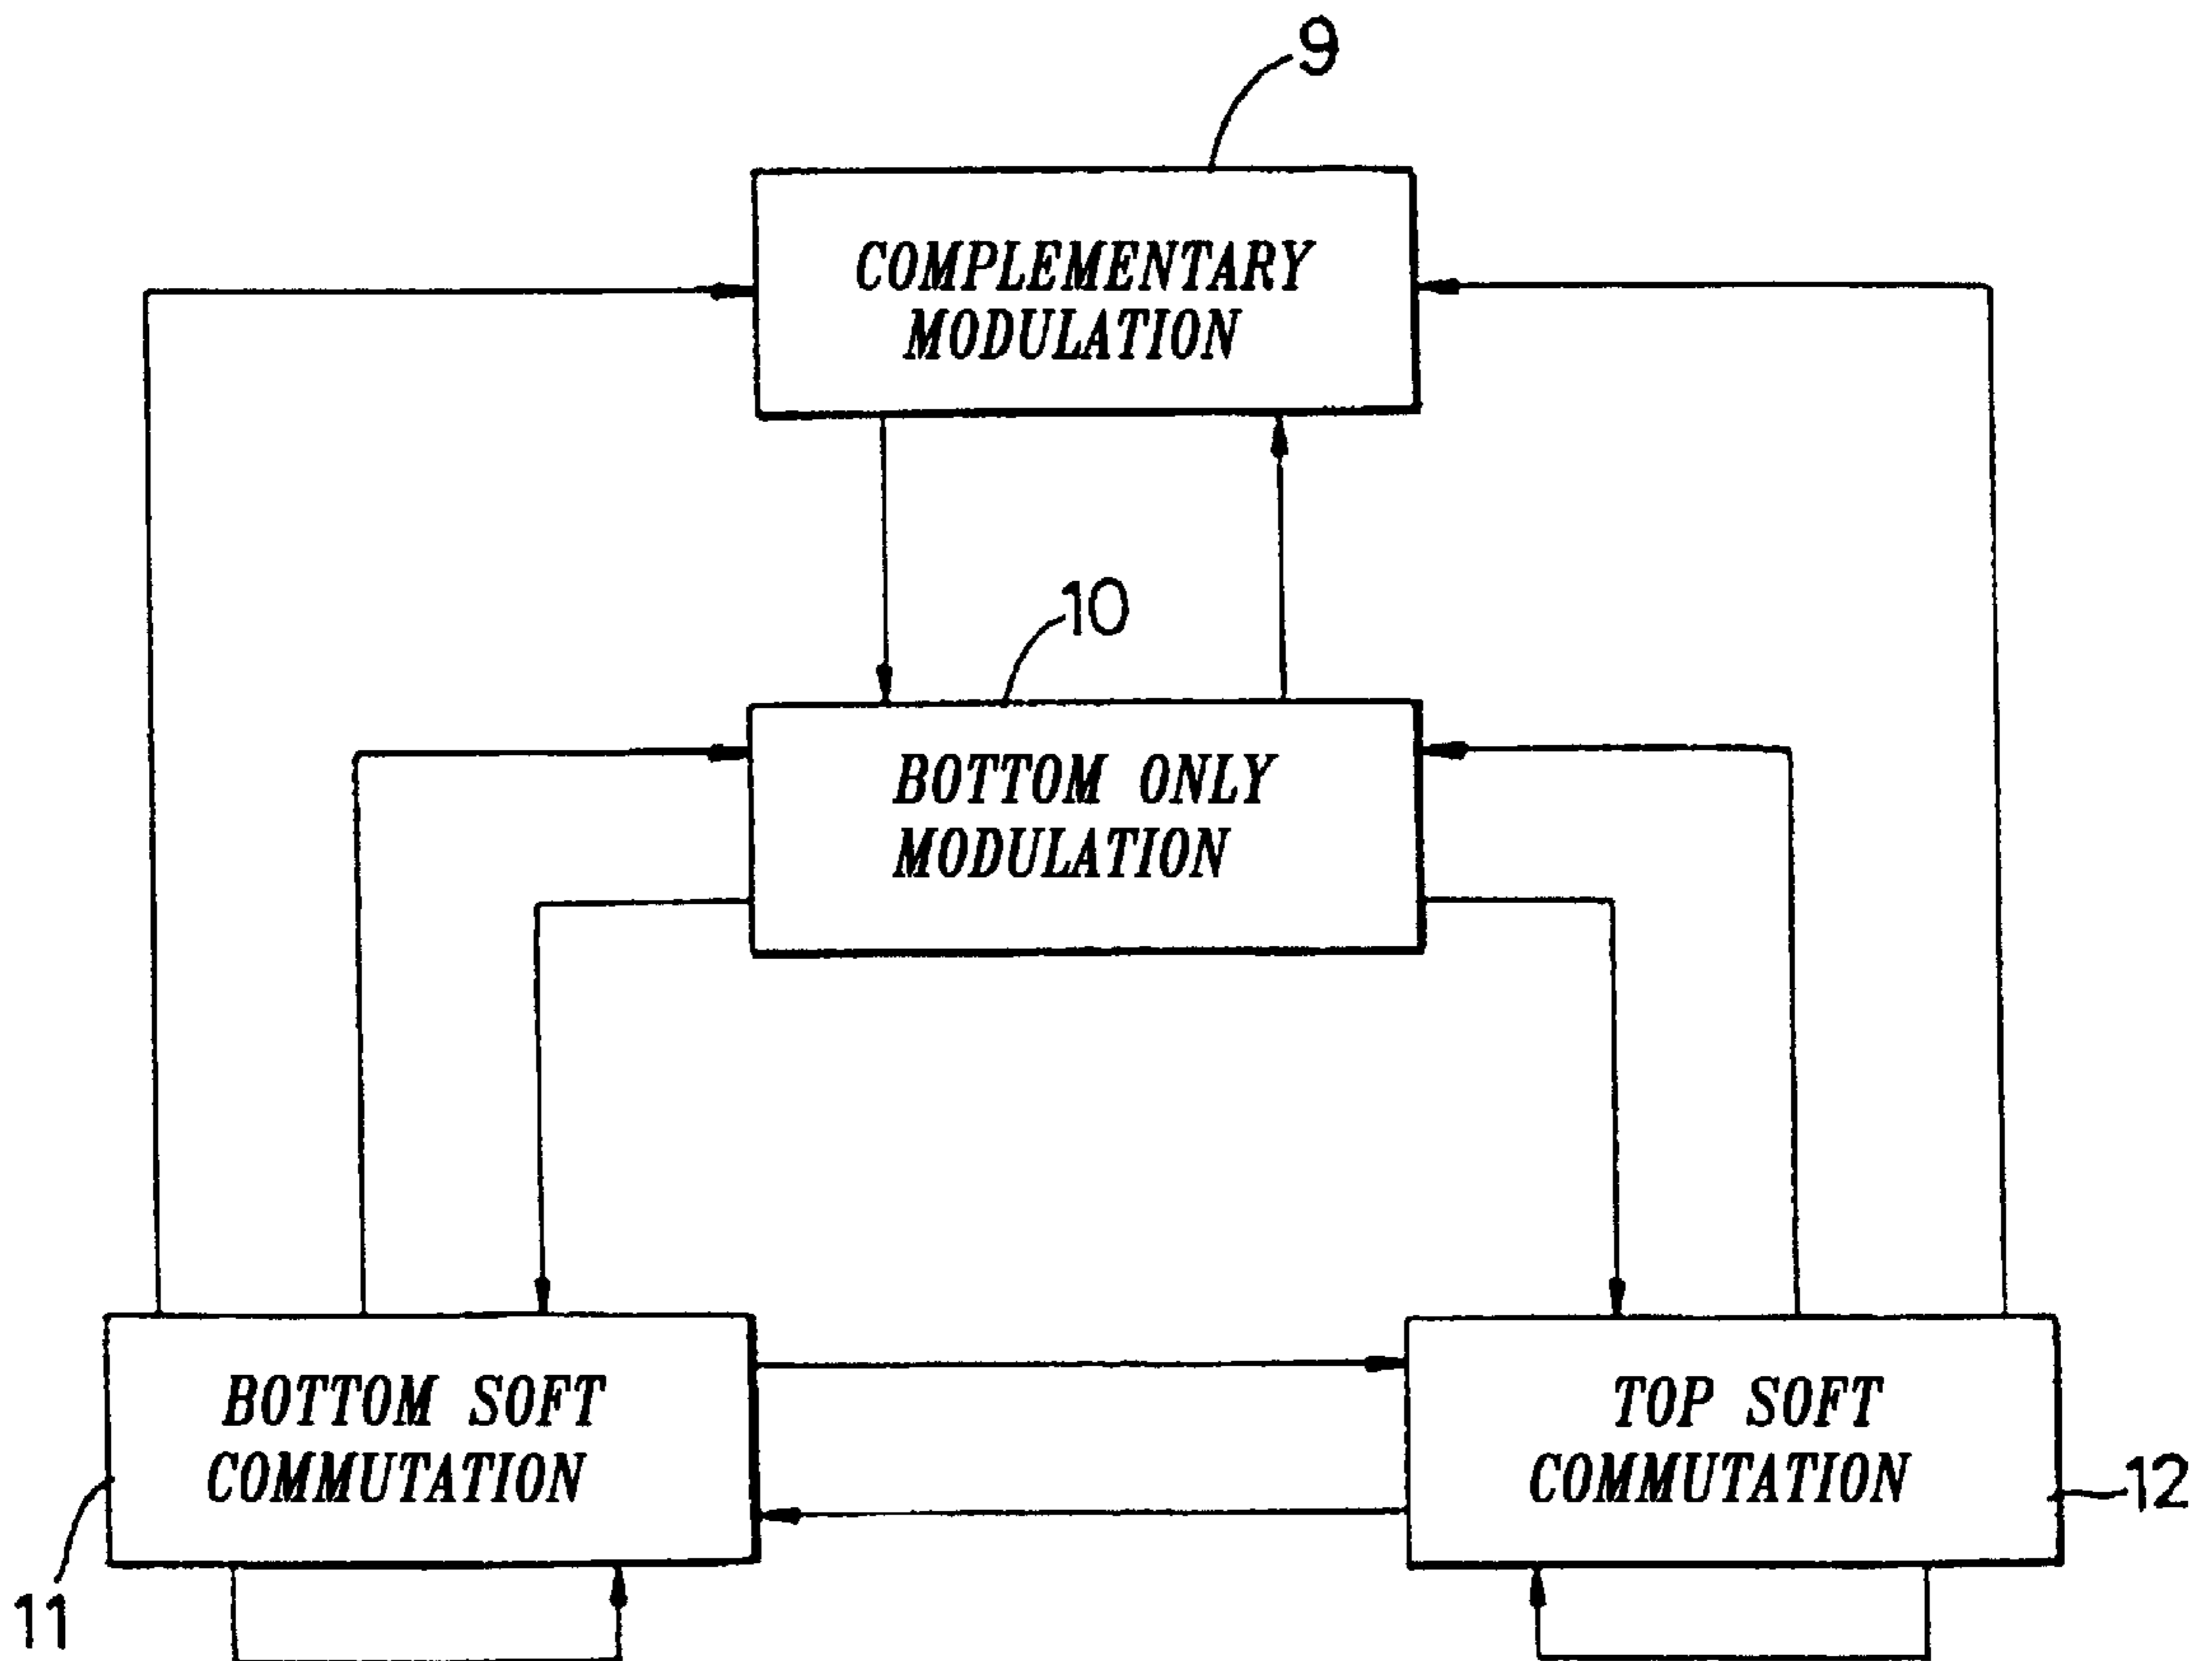 9
COMPLEMENTARY
MODULATION
10
BOTTOM ONLY
MODULATION
BOTTOM SOFT
COMMUTATION
11
TOP SOFT
COMMUTATION
12